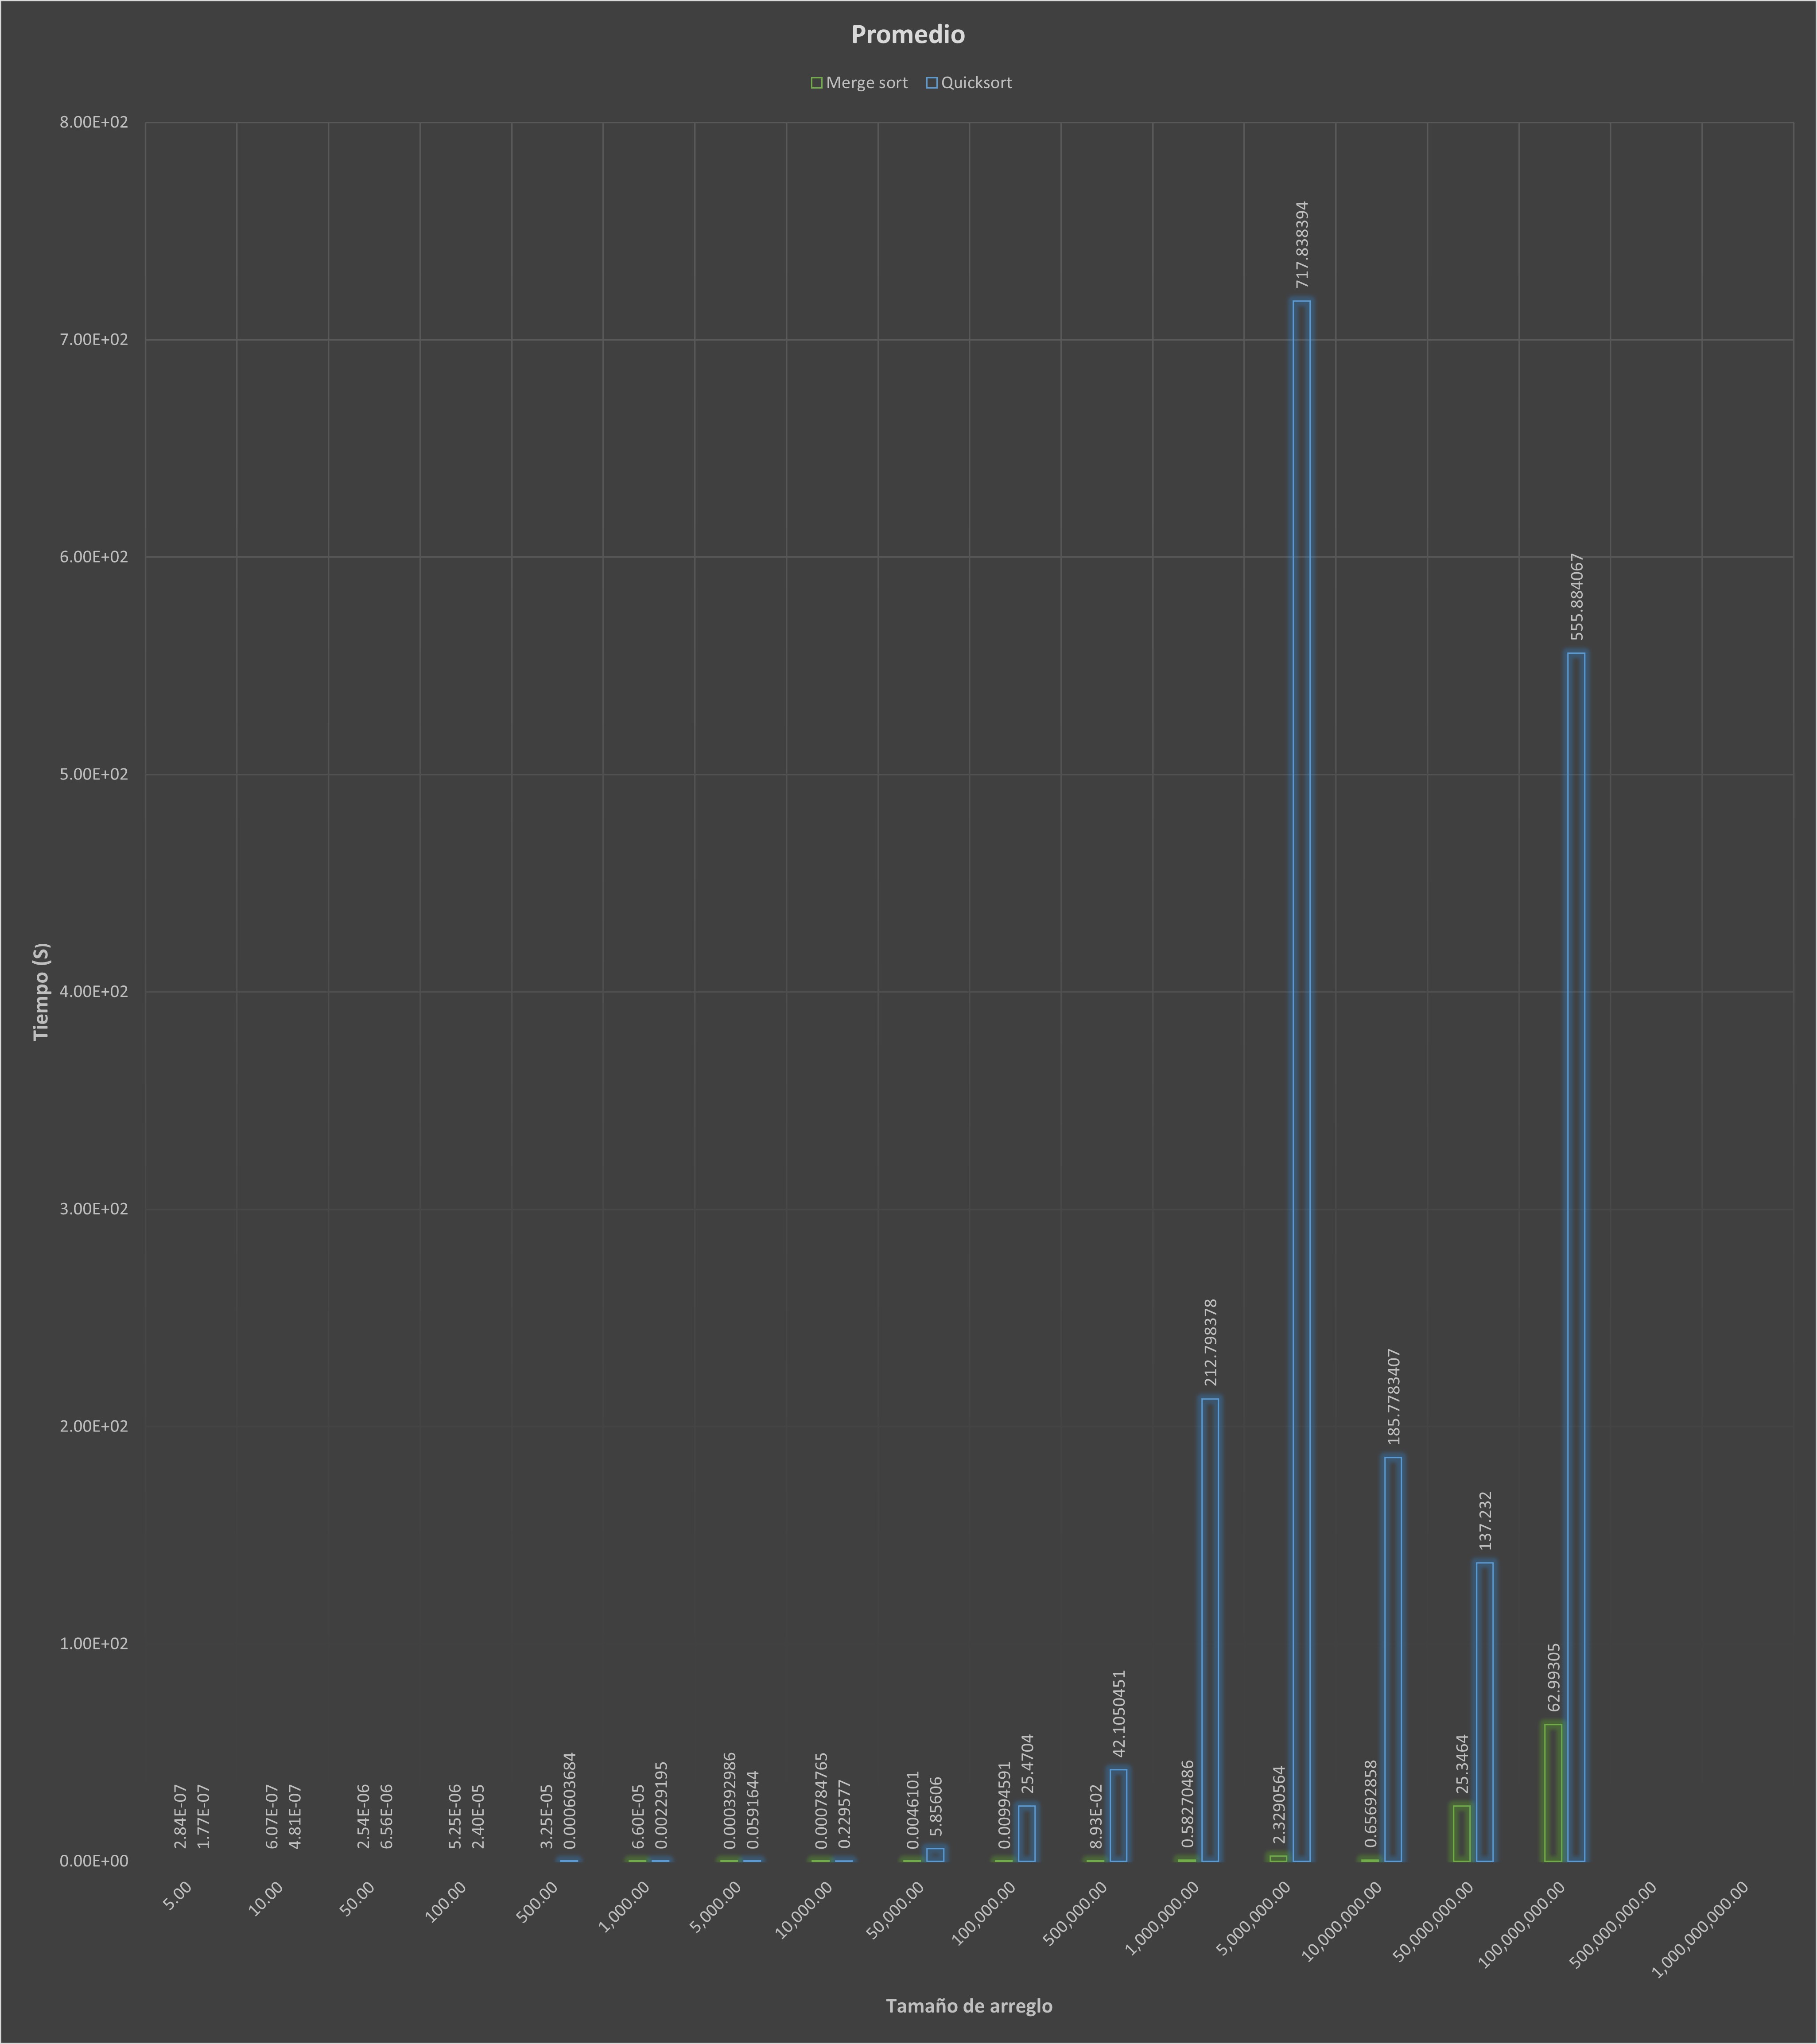 Promedio
Merge sort Quicksort
8.00E+02
7.00E+02
6.00E+02
5.00E+02
4.00E+02
3.00E+02
2.00E+02
1.00E+02
0.00E+00
Tiempo (S)
2.84E-07
1.77E-07
6.07E-07
4.81E-07
2.54E-06
6.56E-06
5.25E-06
2.40E-05
3.25E-05
0.000603684
6.60E-05
0.00229195
0.000392986
0.0591644
0.000784765
0.229577
0.0046101
5.85606
0.00994591
25.4704
8.93E-02
42.1050451
0.58270486
212.798378
2.3290564
717.838394
0.65692858
185.7783407
25.3464
137.232
62.99305
555.884067
5.00
10.00
50.00
100.00
500.00
1,000.00
5,000.00
10,000.00
50,000.00
100,000.00
500,000.00
1,000,000.00
5,000,000.00
10,000,000.00
50,000,000.00
100,000,000.00
500,000,000.00
1,000,000,000.00
Tamaño de arreglo